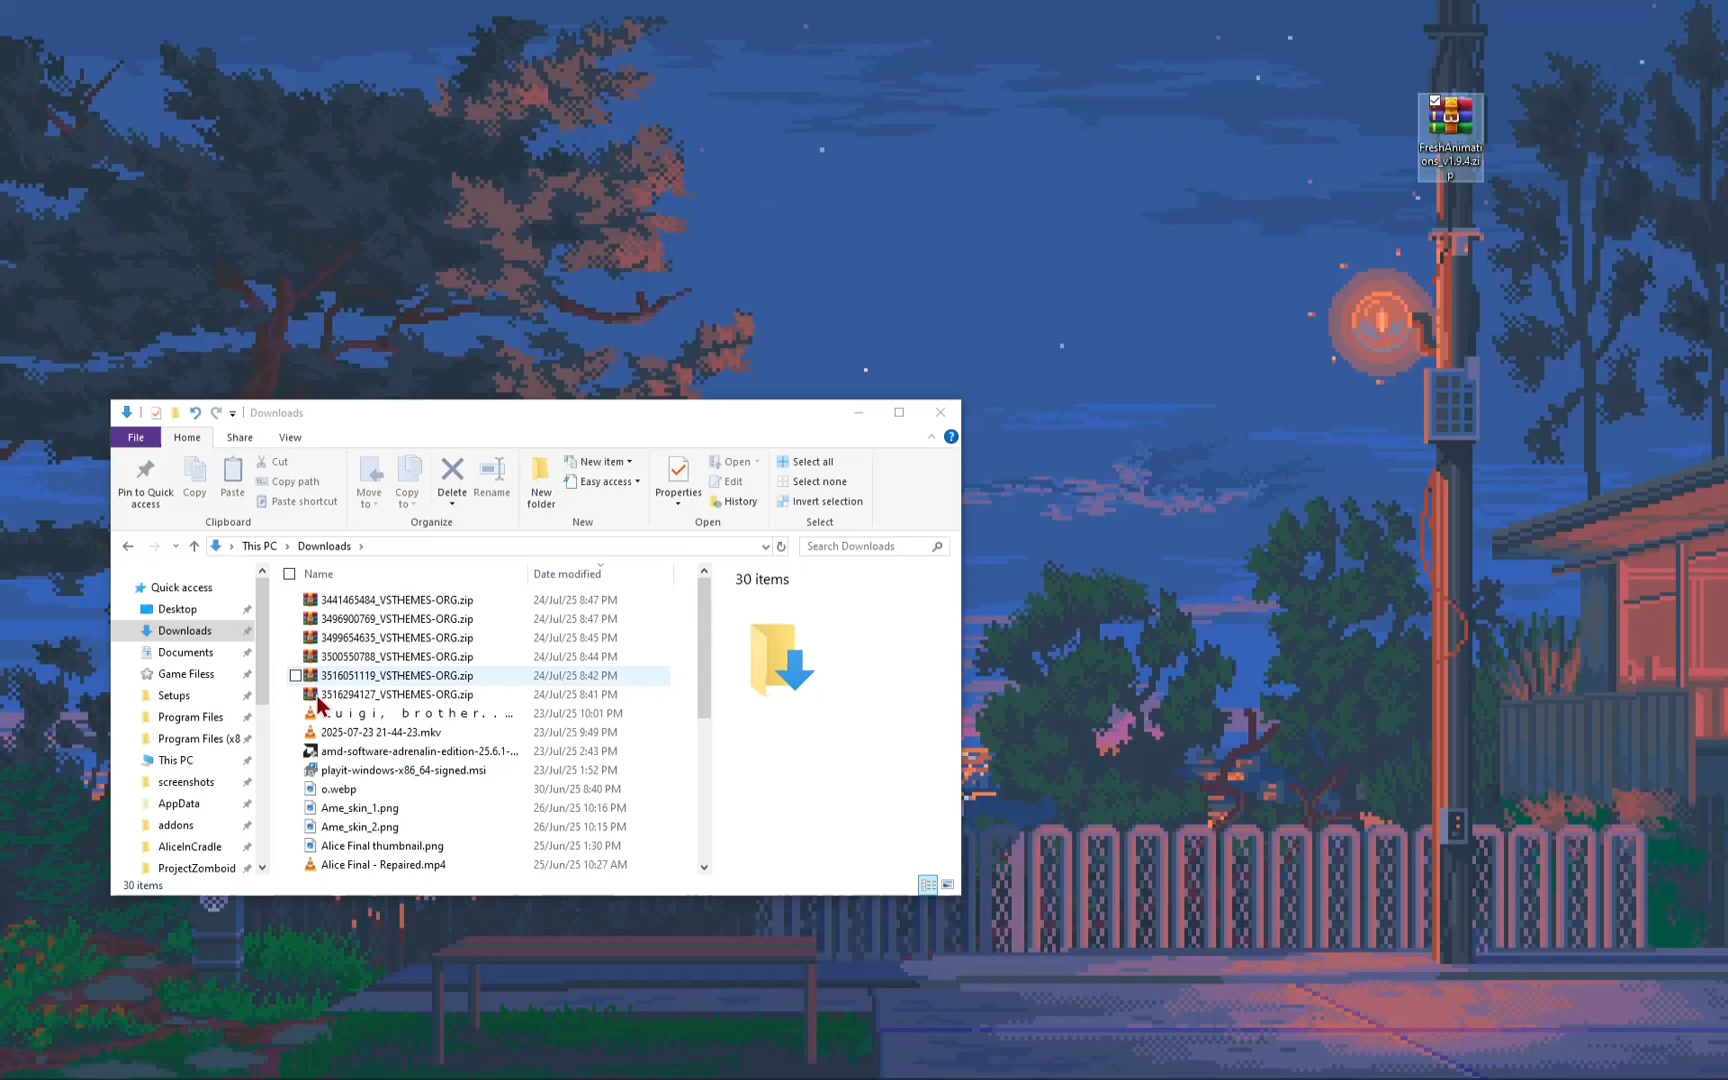 FreshAnimati
ons_v1.9.4.zi
p
Downloads
File Home Share View
Pin to Quick access
Copy
Paste
Cut
Copy path
Paste shortcut
Clipboard
Move to
Copy to
Delete
Rename
Organize
New folder
New item
Easy access
New
Properties
Open
Edit
History
Open
Select all
Select none
Invert selection
Select
This PC > Downloads >
Search Downloads
Quick access
Desktop
Downloads
Documents
Game Filess
Setups
Program Files
Program Files (x8
This PC
screenshots
AppData
addons
AliceInCradle
ProjectZomboid
Name Date modified
3441465484_VSTHEMES-ORG.zip 24/Jul/25 8:47 PM
3496900769_VSTHEMES-ORG.zip 24/Jul/25 8:47 PM
3499654635_VSTHEMES-ORG.zip 24/Jul/25 8:45 PM
3500550788_VSTHEMES-ORG.zip 24/Jul/25 8:44 PM
3516051119_VSTHEMES-ORG.zip 24/Jul/25 8:42 PM
3516294127_VSTHEMES-ORG.zip 24/Jul/25 8:41 PM
brother. . ... 23/Jul/25 10:01 PM
2025-07-23 21-44-23.mkv 23/Jul/25 9:49 PM
amd-software-adrenalin-edition-25.6.1-... 23/Jul/25 2:43 PM
playit-windows-x86_64-signed.msi 23/Jul/25 1:52 PM
o.webp 30/Jun/25 8:40 PM
Ame_skin_1.png 26/Jun/25 10:16 PM
Ame_skin_2.png 26/Jun/25 10:15 PM
Alice Final thumbnail.png 25/Jun/25 1:30 PM
Alice Final - Repaired.mp4 25/Jun/25 10:27 AM
30 items
30 items